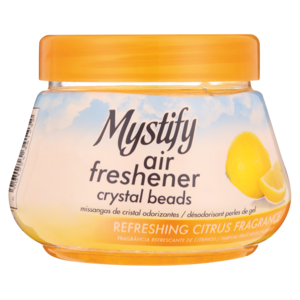 Mystify
air
freshener
crystal beads
missangas de cristal odorizantes / désodorisant perles de gel
REFRESHING CITRUS FRAGRANCE